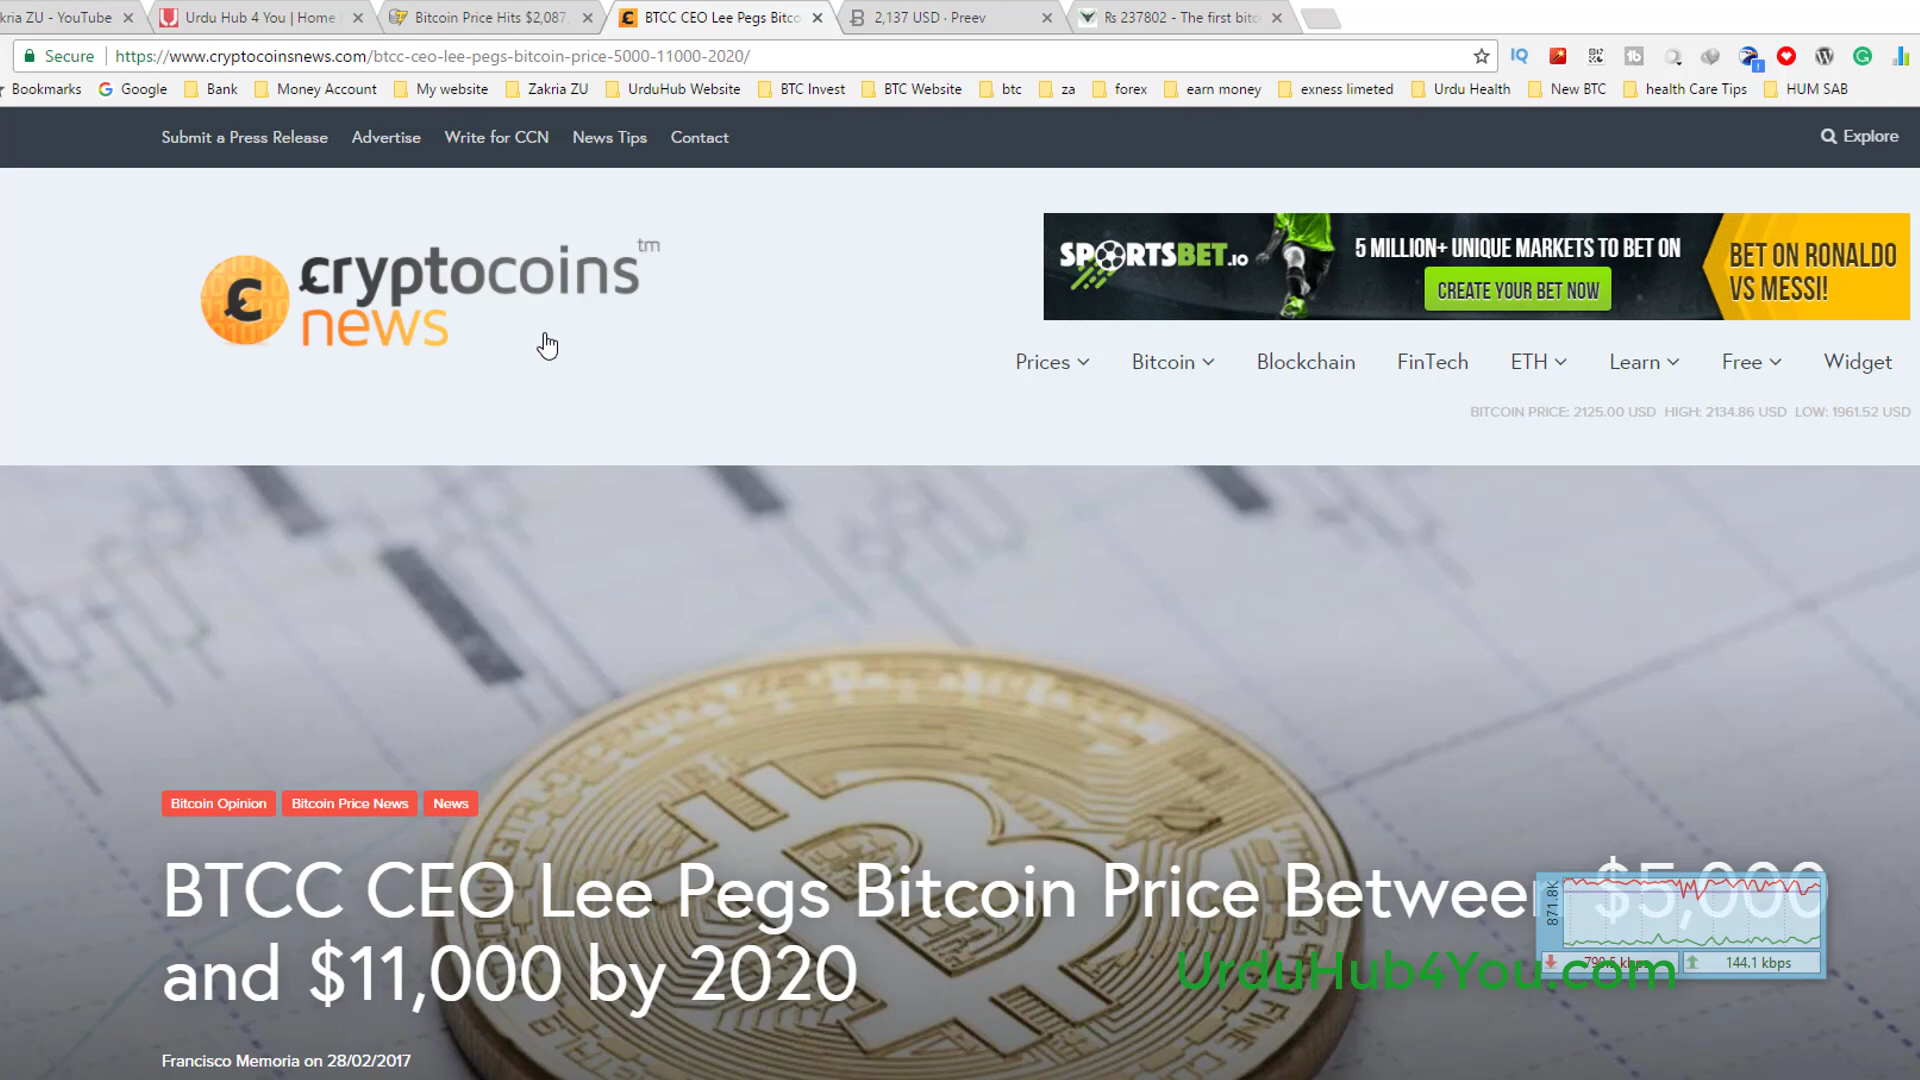 kria ZU - YouTube
Urdu Hub 4 You | Home
Bitcoin Price Hits $2,087
BTCC CEO Lee Pegs Bitco
2,137 USD · Preev
Rs 237802 - The first bitc
Secure
https://www.cryptocoinsnews.com/btcc-ceo-lee-pegs-bitcoin-price-5000-11000-2020/
Bookmarks Google Bank Money Account My website Zakria ZU UrduHub Website BTC Invest BTC Website btc za forex earn money exness limeted Urdu Health New BTC health Care Tips HUM SAB
Submit a Press Release Advertise Write for CCN News Tips Contact
Explore
cryptocoins tm
news
SPORTSBET.IO
5 MILLION+ UNIQUE MARKETS TO BET ON
CREATE YOUR BET NOW
BET ON RONALDO
VS MESSI!
Prices Bitcoin Blockchain FinTech ETH Learn Free Widget
BITCOIN PRICE: 2125.00 USD HIGH: 2134.86 USD LOW: 1961.52 USD
Bitcoin Opinion
Bitcoin Price News
News
BTCC CEO Lee Pegs Bitcoin Price Between $5,000
and $11,000 by 2020
871.8K
144.1 kbps
UrduHub4You.com
Francisco Memoria on 28/02/2017